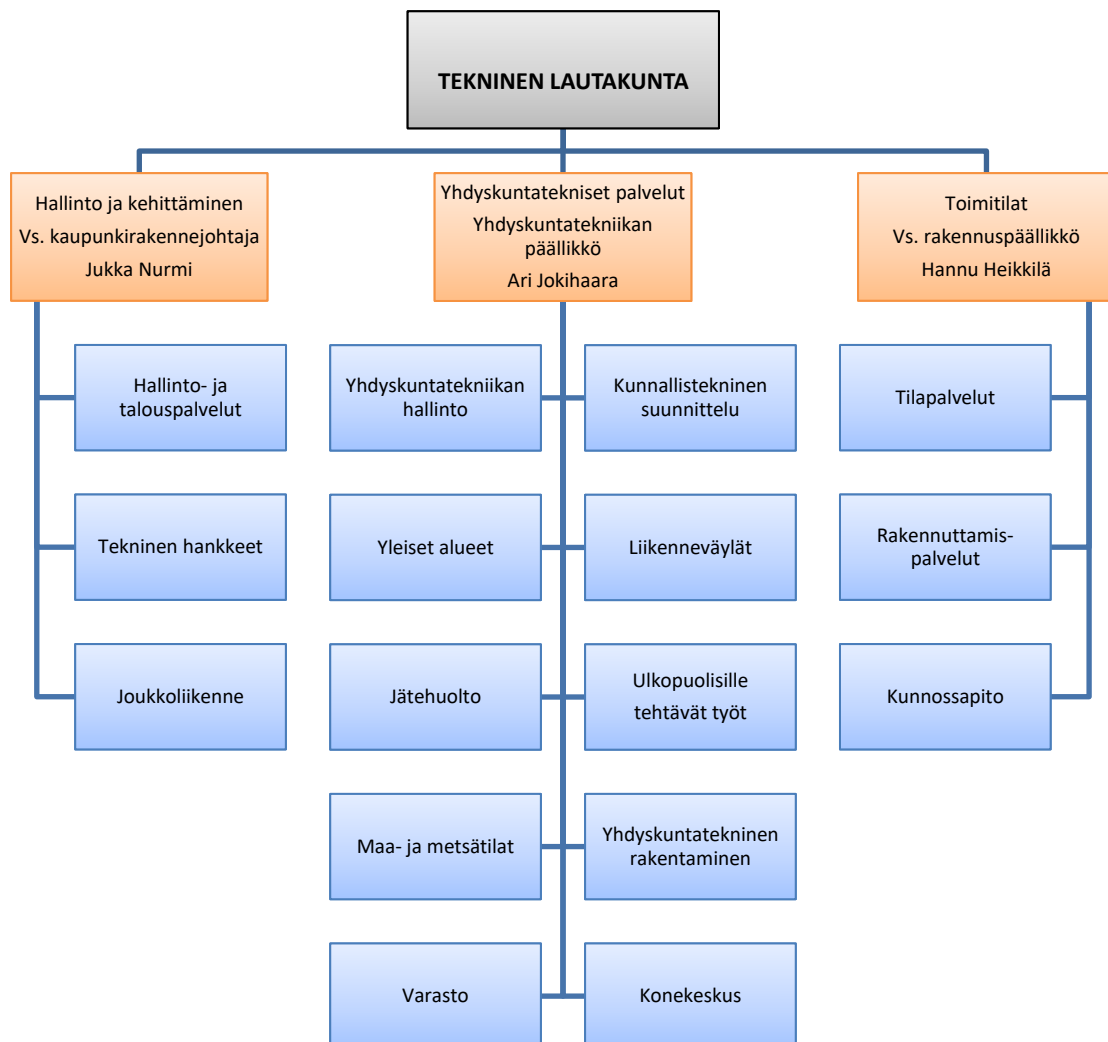 TEKNINEN LAUTAKUNTA
Hallinto ja kehittäminen
Vs. kaupunkirakennejohtaja
Jukka Nurmi
Yhdyskuntatekniset palvelut
Yhdyskuntatekniikan
päällikkö
Ari Jokihaara
Toimitilat
Vs. rakennuspäällikkö
Hannu Heikkilä
Hallinto- ja
talouspalvelut
Yhdyskuntatekniikan
hallinto
Kunnallistekninen
suunnittelu
Tilapalvelut
Tekninen hankkeet
Yleiset alueet
Liikenneväylät
Rakennuttamis-
palvelut
Joukkoliikenne
Jätehuolto
Ulkopuolisille
tehtävät työt
Kunnossapito
Maa- ja metsätilat
Yhdyskuntatekninen
rakentaminen
Varasto
Konekeskus